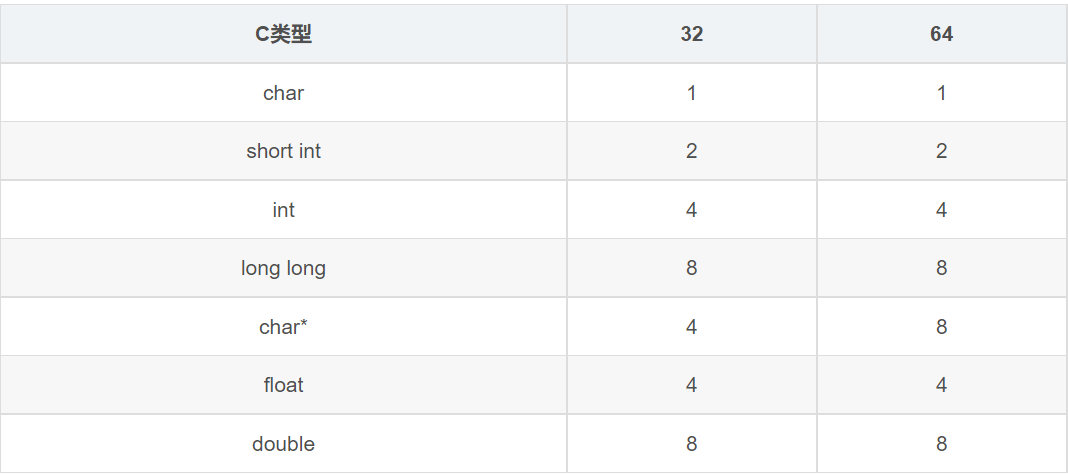 C类型 32 64
char 1 1
short int 2 2
int 4 4
long long 8 8
char* 4 8
float 4 4
double 8 8